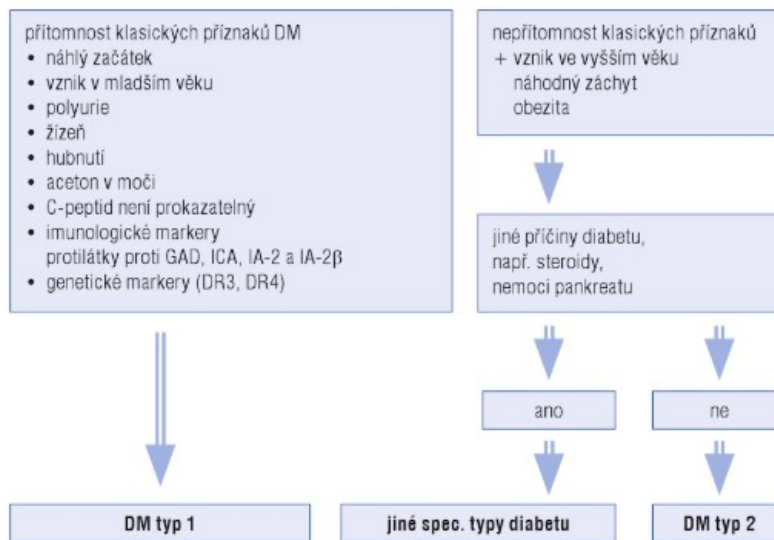 přítomnost klasických příznaků DM
• náhlý začátek
• vznik v mladším věku
• polyurie
• žízeň
• hubnutí
• aceton v moči
• C-peptid není prokazatelný
• imunologické markery
protilátky proti GAD, ICA, IA-2 a IA-2β
• genetické markery (DR3, DR4)
nepřítomnost klasických příznaků
+ vznik ve vyšším věku
náhodný záchyt
obezita
jiné příčiny diabetu,
např. steroidy,
nemoci pankreatu
ano
ne
DM typ 1
jiné spec. typy diabetu
DM typ 2